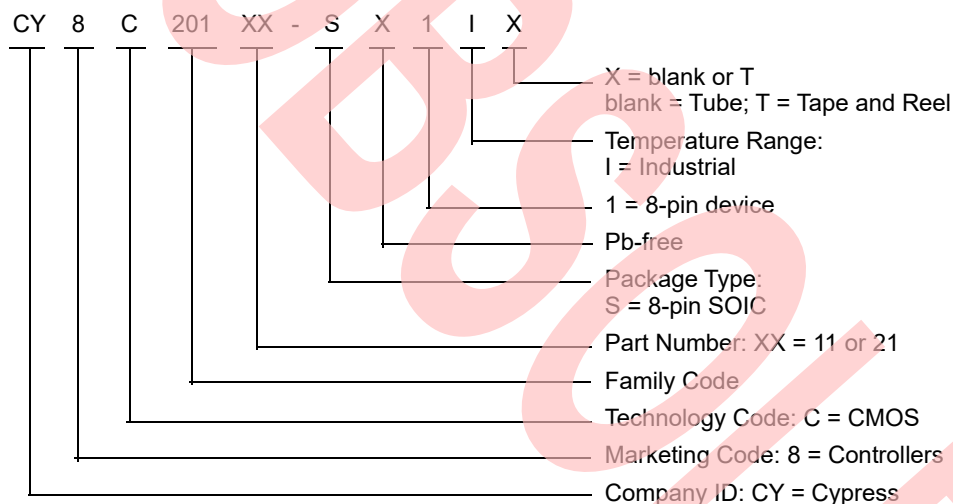 CY 8 C 201 XX - S X 1 I X
X = blank or T
blank = Tube; T = Tape and Reel
Temperature Range:
I = Industrial
1 = 8-pin device
Pb-free
Package Type:
S = 8-pin SOIC
Part Number: XX = 11 or 21
Family Code
Technology Code: C = CMOS
Marketing Code: 8 = Controllers
Company ID: CY = Cypress